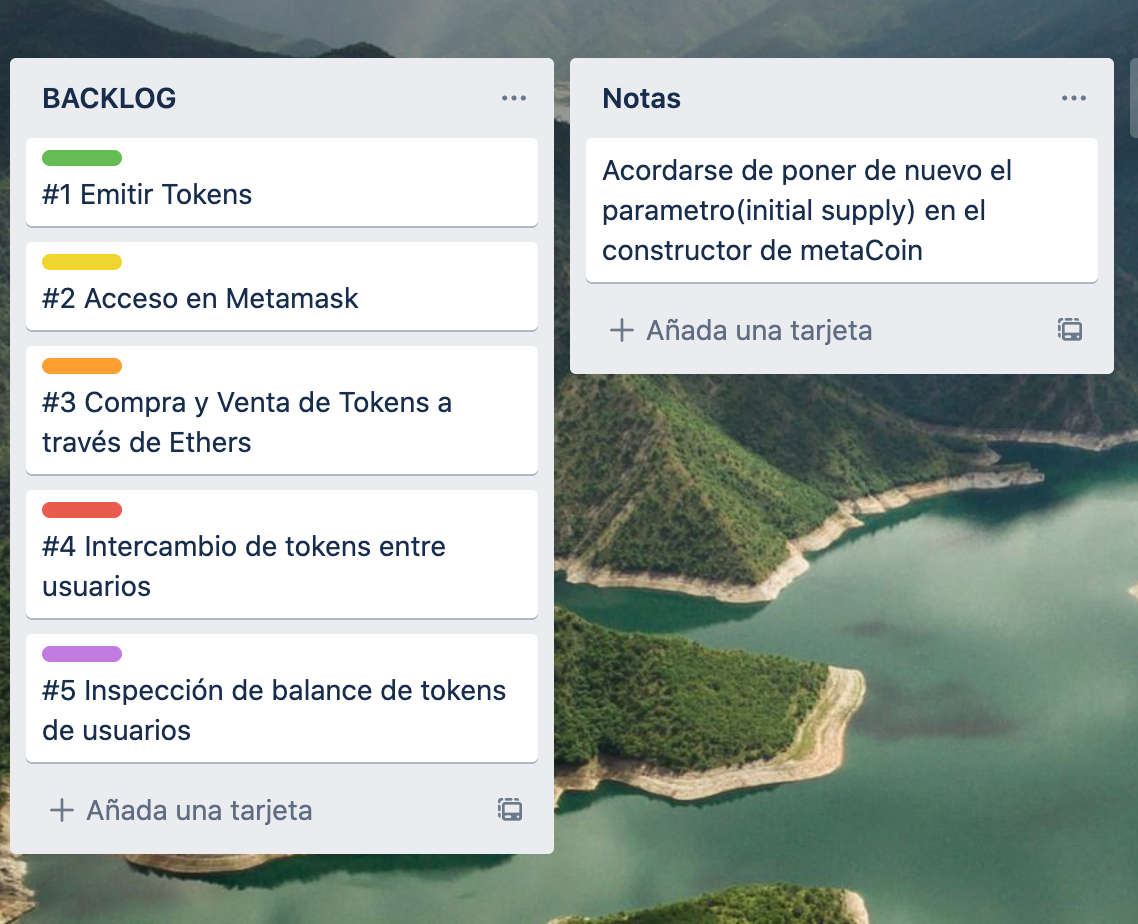 BACKLOG
#1 Emitir Tokens
#2 Acceso en Metamask
#3 Compra y Venta de Tokens a
través de Ethers
#4 Intercambio de tokens entre
usuarios
#5 Inspección de balance de tokens
de usuarios
Añada una tarjeta
Notas
Acordarse de poner de nuevo el
parametro(initial supply) en el
constructor de metaCoin
Añada una tarjeta